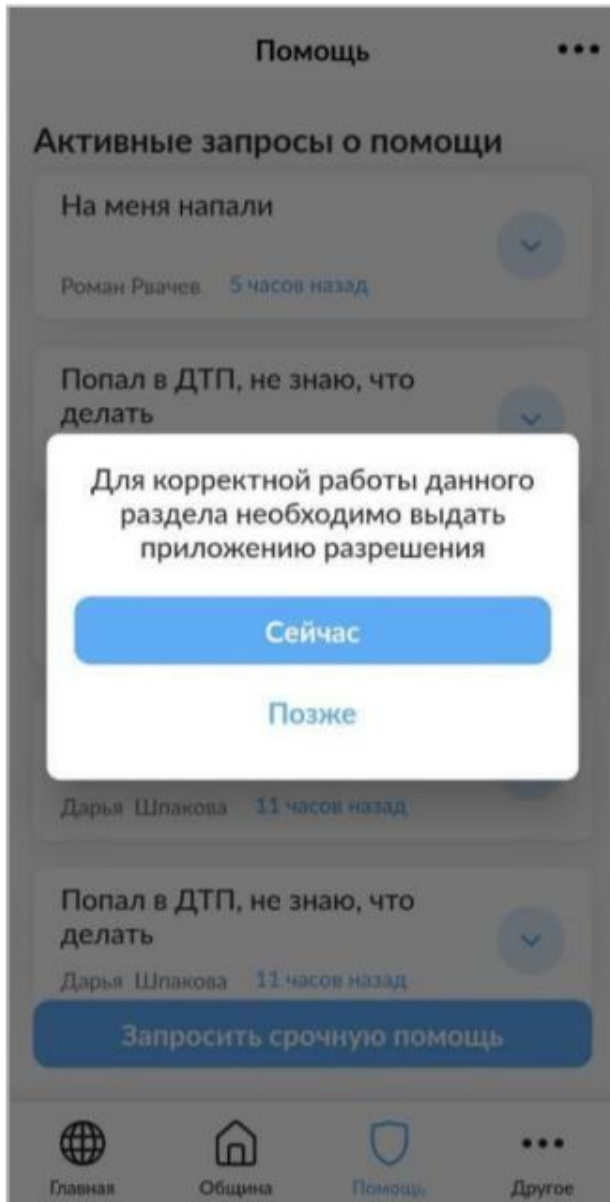 Помощь
Активные запросы о помощи
На меня напали
Роман Рвачев 5 часов назад
Попал в ДТП, не знаю, что
делать
Для корректной работы данного
раздела необходимо выдать
приложению разрешения
Сейчас
Позже
Дарья Шпакова 11 часов назад
Попал в ДТП, не знаю, что
делать
Дарья Шпакова 11 часов назад
Запросить срочную помощь
Главная Община Помощь Другое